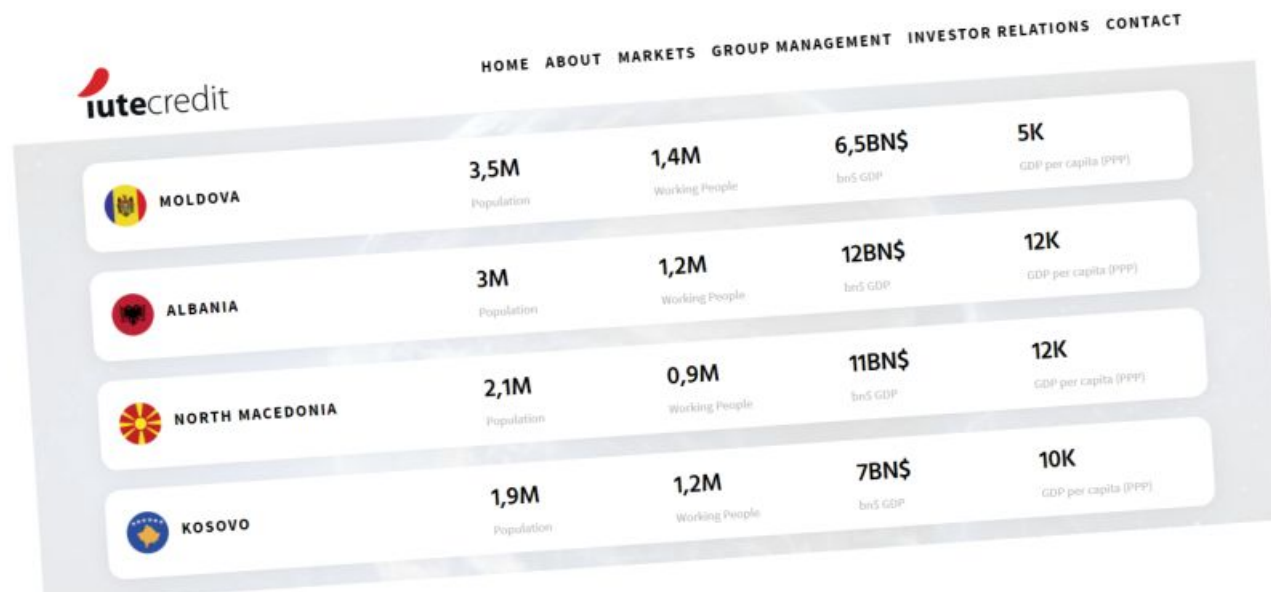 HOME ABOUT MARKETS GROUP MANAGEMENT INVESTOR RELATIONS CONTACT
iutecredit
MOLDOVA
3,5M
Population
1,4M
Working People
6,5BN$
bn$ GDP
5K
GDP per capita (PPP)
ALBANIA
3M
Population
1,2M
Working People
12BN$
bn$ GDP
12K
GDP per capita (PPP)
NORTH MACEDONIA
2,1M
Population
0,9M
Working People
11BN$
bn$ GDP
12K
GDP per capita (PPP)
KOSOVO
1,9M
Population
1,2M
Working People
7BN$
bn$ GDP
10K
GDP per capita (PPP)